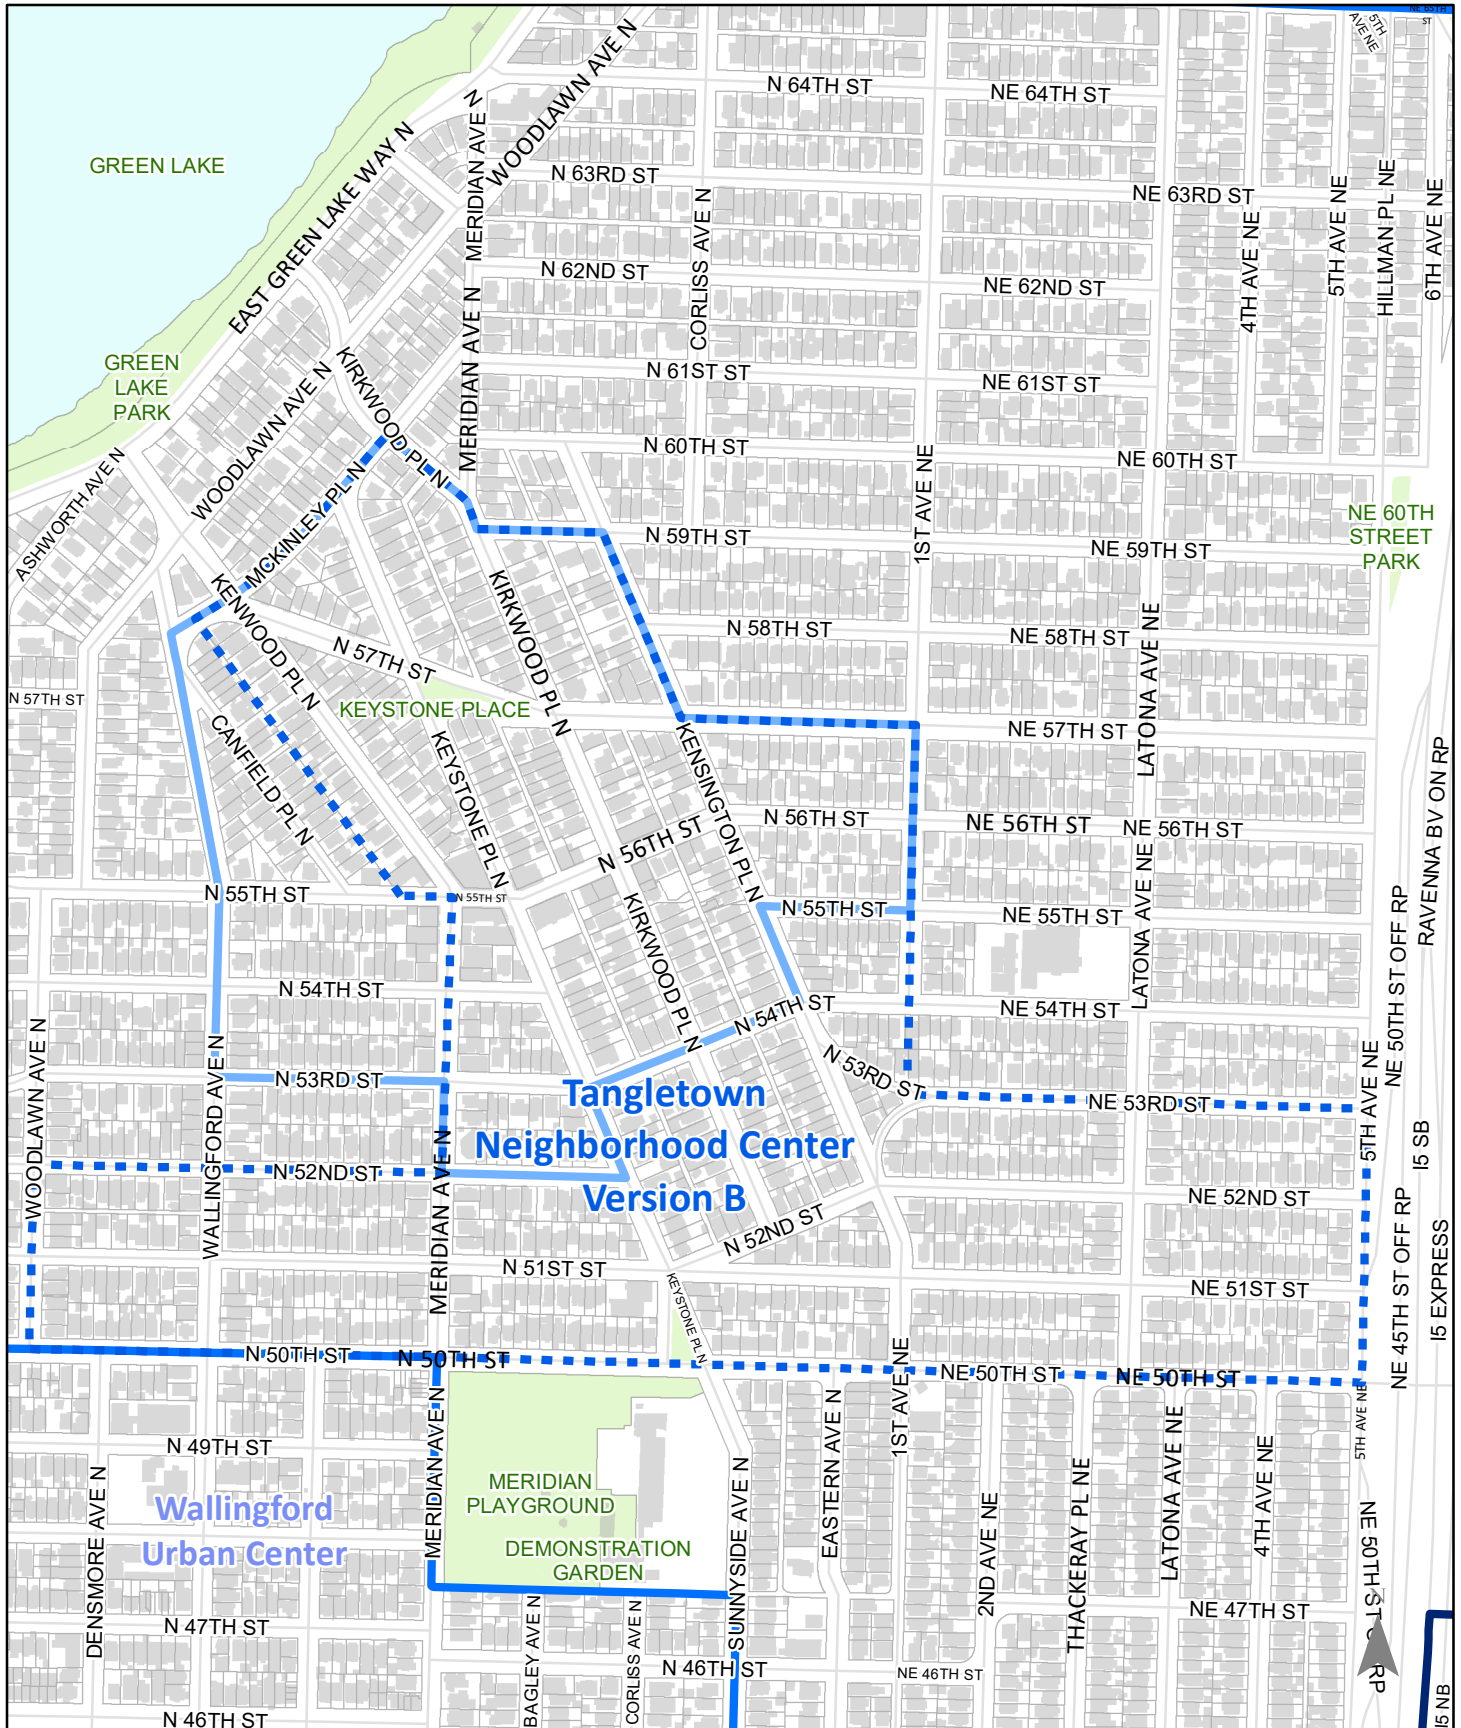 NE 65TH
ST
5TH
AVE NE
WOODLAWN AVE N
N 64TH ST
NE 64TH ST
MERIDIAN AVE N
GREEN LAKE
EAST GREEN LAKE WAY N
N 63RD ST
NE 63RD ST
HILLMAN PL NE
5TH AVE NE
6TH AVE NE
MERIDIAN AVE N
CORLISS AVE N
4TH AVE NE
N 62ND ST
NE 62ND ST
MERIDIAN AVE N
GREEN
LAKE
PARK
KIRKWOOD PL N
WOODLAWN AVE N
N 61ST ST
NE 61ST ST
N 60TH ST
NE 60TH ST
ASHWORTH AVE N
MCKINLEY PL N
1ST AVE NE
NE 60TH
STREET
PARK
N 59TH ST
NE 59TH ST
KENWOOD PL N
KIRKWOOD PL N
N 58TH ST
NE 58TH ST
LATONA AVE NE
N 57TH ST
N 57TH ST
KEYSTONE PLACE
NE 57TH ST
CANFIELD PL N
KEYSTONE PL N
KENSINGTON PL N
RAVENNA BV ON RP
N 56TH ST
N 56TH ST
NE 56TH ST
NE 56TH ST
LATONA AVE NE
N 55TH ST
N 55TH ST
KIRKWOOD PL N
N 55TH ST
NE 55TH ST
NE 50TH ST OFF RP
N 54TH ST
N 54TH ST
NE 54TH ST
WOODLAWN AVE N
WALLINGFORD AVE N
N 53RD ST
N 53RD ST
NE 53RD ST
5TH AVE NE
I5 SB
Tangletown
Neighborhood Center
Version B
MERIDIAN AVE N
N 52ND ST
N 52ND ST
NE 52ND ST
NE 45TH ST OFF RP
I5 EXPRESS
N 51ST ST
NE 51ST ST
KEYSTONE PL N
N 50TH ST
N 50TH ST
1ST AVE NE
NE 50TH ST
NE 50TH ST
5TH AVE NE
MERIDIAN AVE N
N 49TH ST
DENSMORE AVE N
MERIDIAN
PLAYGROUND
SUNNYSIDE AVE N
EASTERN AVE N
2ND AVE NE
THACKERAY PL NE
LATONA AVE NE
4TH AVE NE
Wallingford
Urban Center
DEMONSTRATION
GARDEN
NE 50TH ST O RP
N 47TH ST
BAGLEY AVE N
CORLISS AVE N
NE 47TH ST
N 46TH ST
NE 46TH ST
N 46TH ST
I5 NB